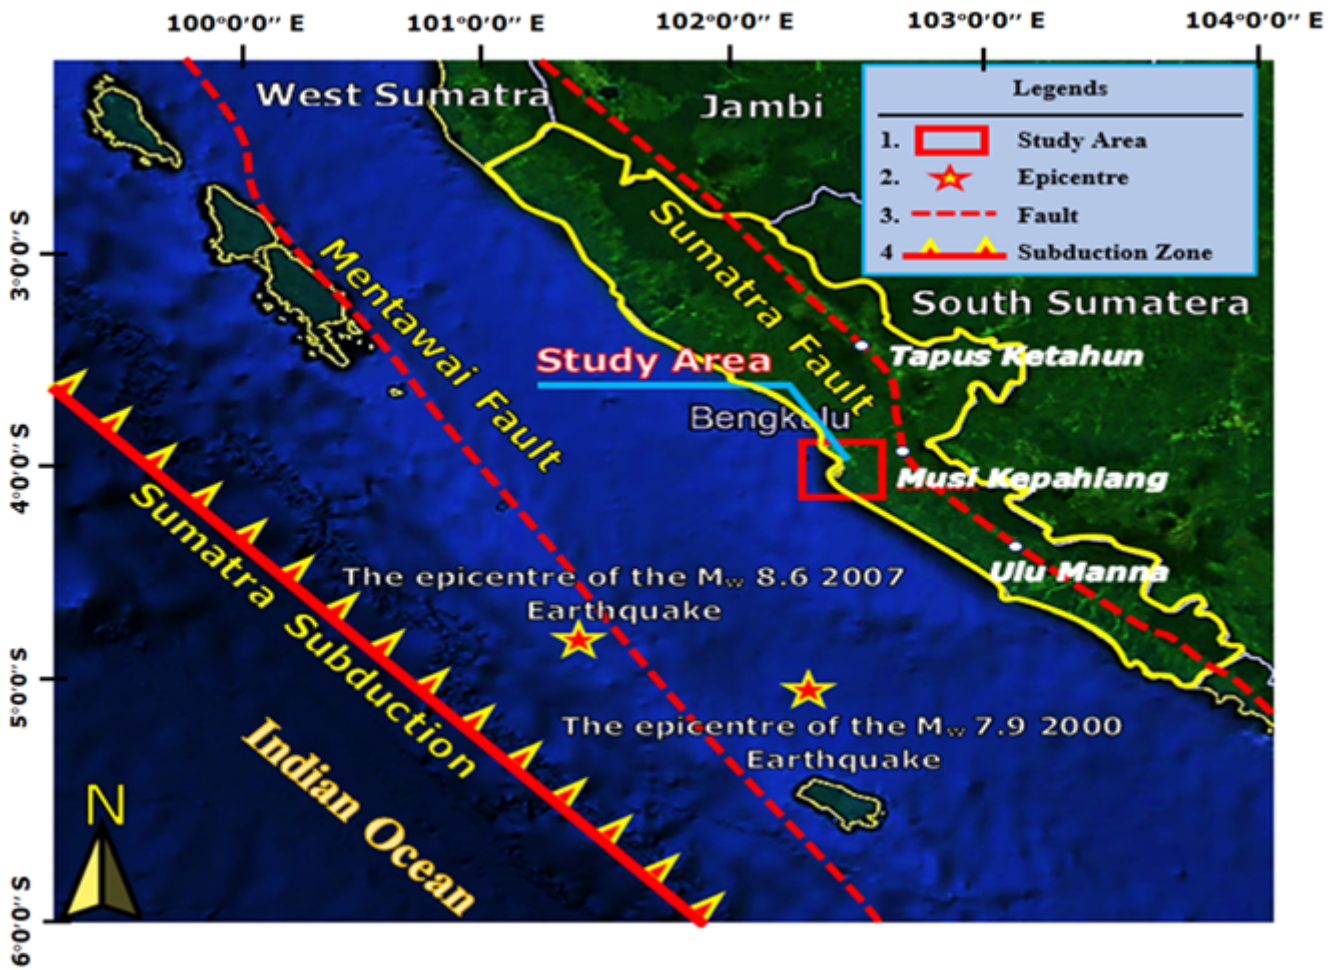 100°0'0'' E
101°0'0'' E
102°0'0'' E
103°0'0'' E
104°0'0'' E
West Sumatra
Jambi
Legends
1. Study Area
2. Epicentre
3. Fault
4 Subduction Zone
3°0'0'' S
4°0'0'' S
5°0'0'' S
6°0'0'' S
Mentawai Fault
Sumatra Fault
South Sumatera
Study Area
Tapus Ketahun
Bengkulu
Musi Kepahiang
Ulu Manna
Sumatra Subduction
The epicentre of the Mw 8.6 2007
Earthquake
The epicentre of the Mw 7.9 2000
Earthquake
Indian Ocean
N